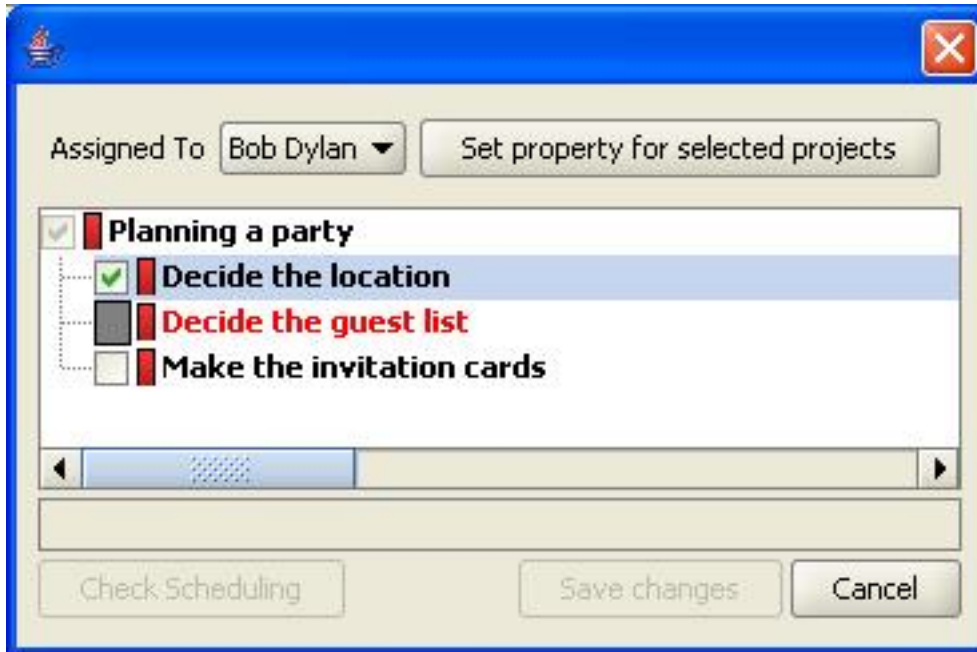 Assigned To Bob Dylan Set property for selected projects
Planning a party
Decide the location
Decide the guest list
Make the invitation cards
Check Scheduling Save changes Cancel